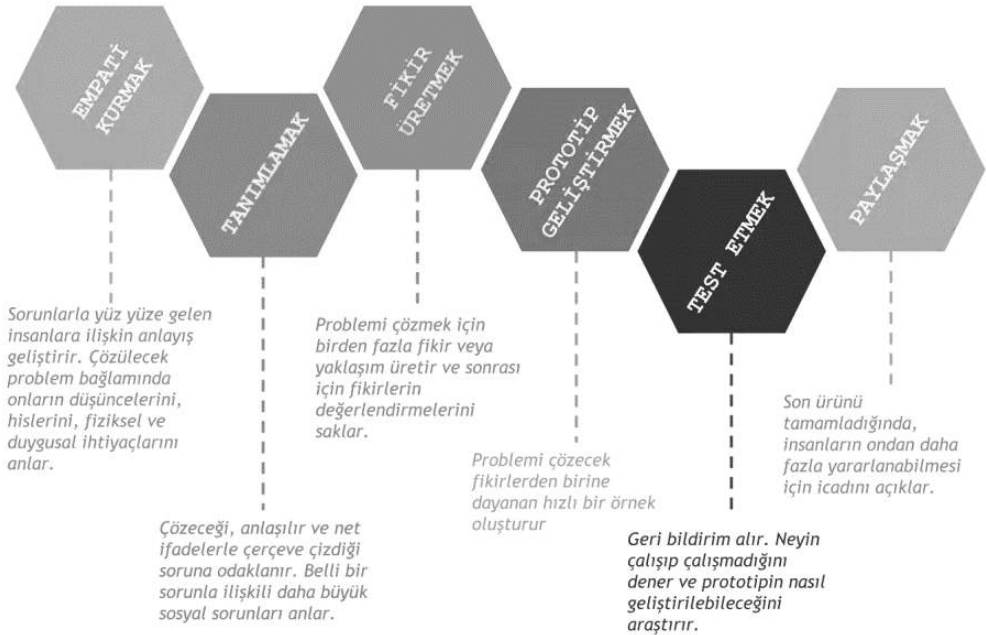 EMPATİ
KURMAK
Sorunlarla yüz yüze gelen
insanlara ilişkin anlayış
geliştirir. Çözülecek
problem bağlamında
onların düşüncelerini,
hislerini, fiziksel ve
duygusal ihtiyaçlarını
anlar.
TANIMLAMAK
Çözeceği, anlaşılır ve net
ifadelerle çerçeve çizdiği
soruna odaklanır. Belli bir
sorunla ilişkili daha büyük
sosyal sorunları anlar.
FİKİR
ÜRETMEK
Problemi çözmek için
birden fazla fikir veya
yaklaşım üretir ve sonrası
için fikirlerin
değerlendirmelerini
saklar.
PROTOTİP
GELİŞTİRMEK
Problemi çözecek
fikirlerden birine
dayanan hızlı bir örnek
oluşturur
TEST ETMEK
Geri bildirim alır. Neyin
çalışıp çalışmadığını
dener ve prototipin nasıl
geliştirilebileceğini
araştırır.
PAYLAŞMAK
Son ürünü
tamamladığında,
insanların ondan daha
fazla yararlanabilmesi
için icadını açıklar.